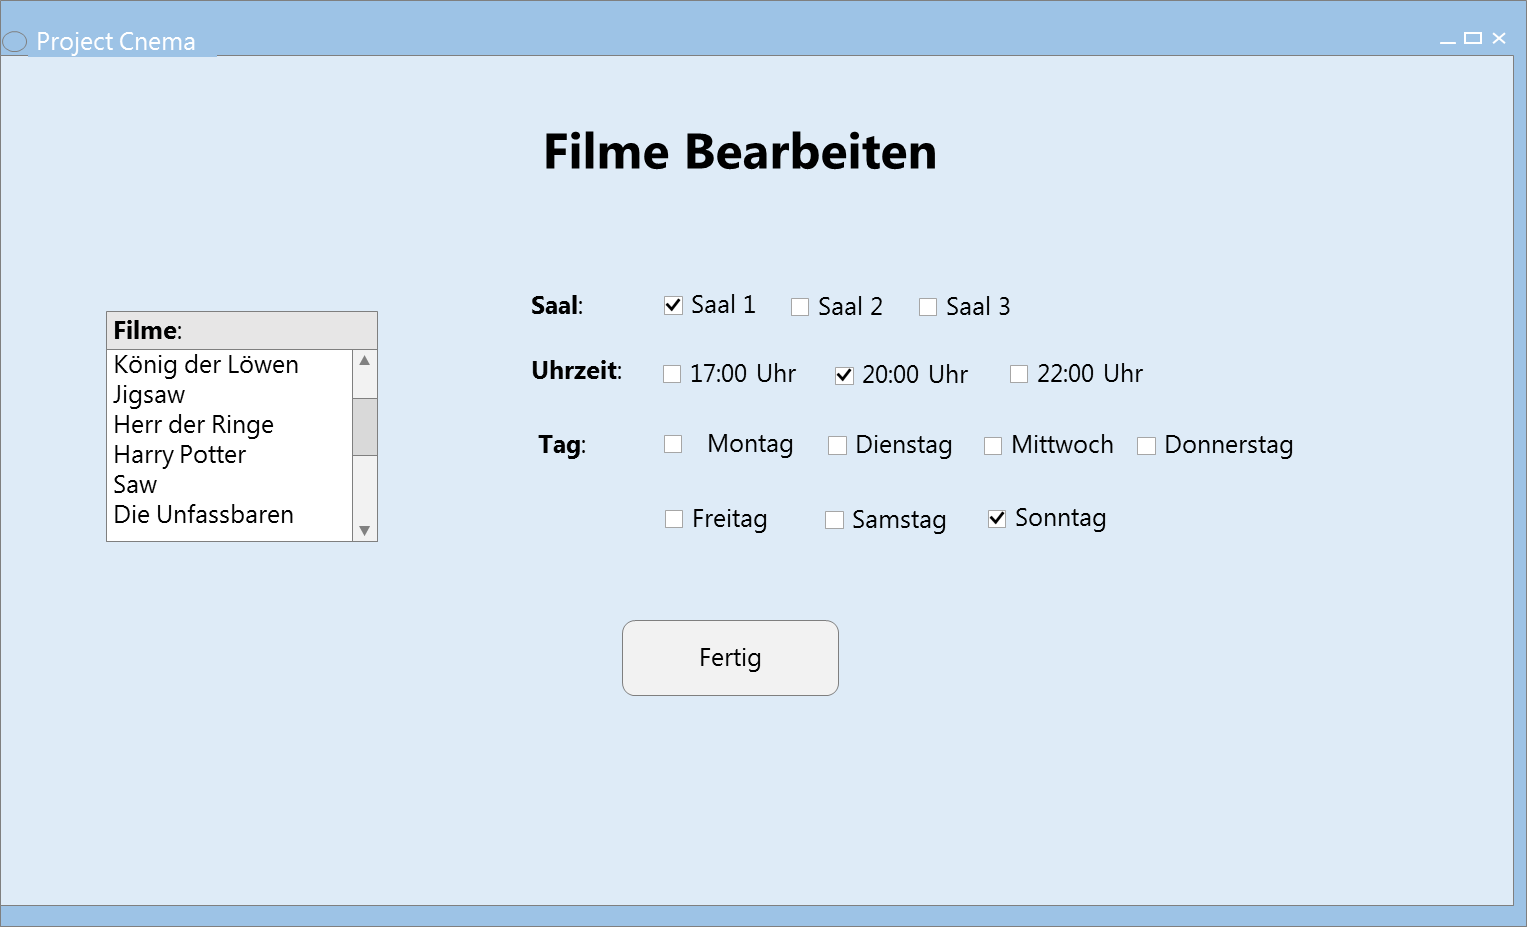 Project Cnema
Filme Bearbeiten
Filme:
König der Löwen
Jigsaw
Herr der Ringe
Harry Potter
Saw
Die Unfassbaren
Saal: Saal 1 Saal 2 Saal 3
Uhrzeit: 17:00 Uhr 20:00 Uhr 22:00 Uhr
Tag: Montag Dienstag Mittwoch Donnerstag
Freitag Samstag Sonntag
Fertig